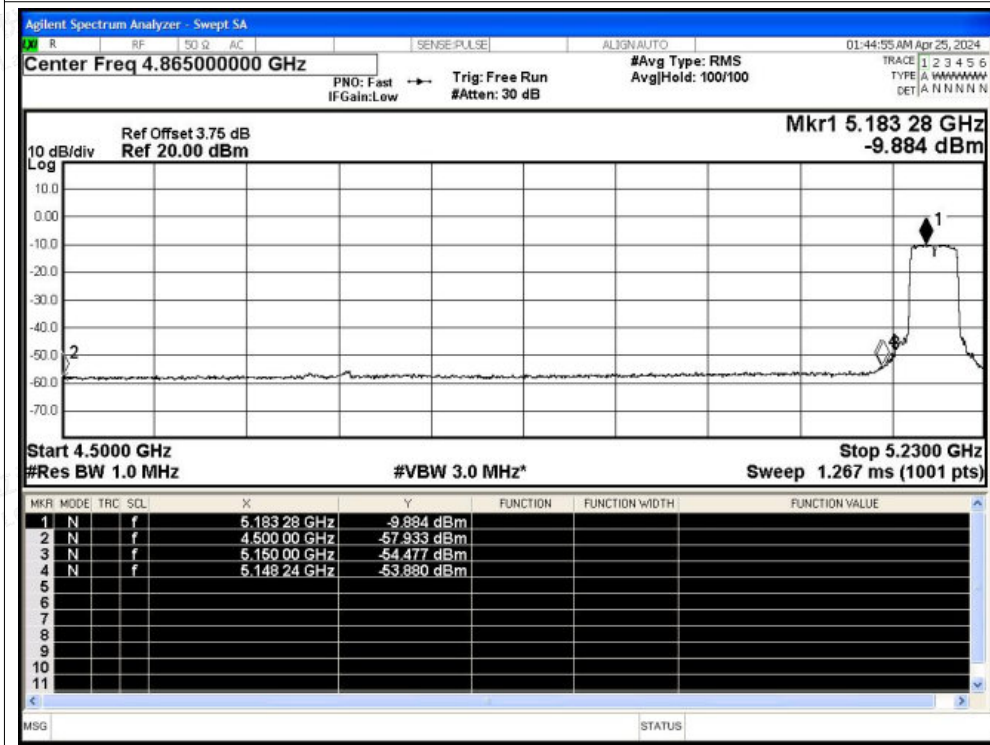 Agilent Spectrum Analyzer - Swept SA
LXI R RF 50 Ω AC SENSE:PULSE ALIGNAUTO 01:44:55 AM Apr 25, 2024
Center Freq 4.865000000 GHz #Avg Type: RMS TRACE 1 2 3 4 5 6
PNO: Fast Trig: Free Run Avg|Hold: 100/100 TYPE A WWWWW
IFGain:Low #Atten: 30 dB DET A N N N N N
Mkr1 5.183 28 GHz
Ref Offset 3.75 dB
10 dB/div Ref 20.00 dBm -9.884 dBm
Log
10.0
0.00
1
-10.0
-20.0
-30.0
-40.0
-50.0 2
-60.0
-70.0
Start 4.5000 GHz Stop 5.2300 GHz
#Res BW 1.0 MHz #VBW 3.0 MHz* Sweep 1.267 ms (1001 pts)
MKR MODE TRC SCL X Y FUNCTION FUNCTION WIDTH FUNCTION VALUE
1 N f 5.183 28 GHz -9.884 dBm
2 N f 4.500 00 GHz -57.933 dBm
3 N f 5.150 00 GHz -54.477 dBm
4 N f 5.148 24 GHz -53.880 dBm
5
6
7
8
9
10
11
MSG STATUS